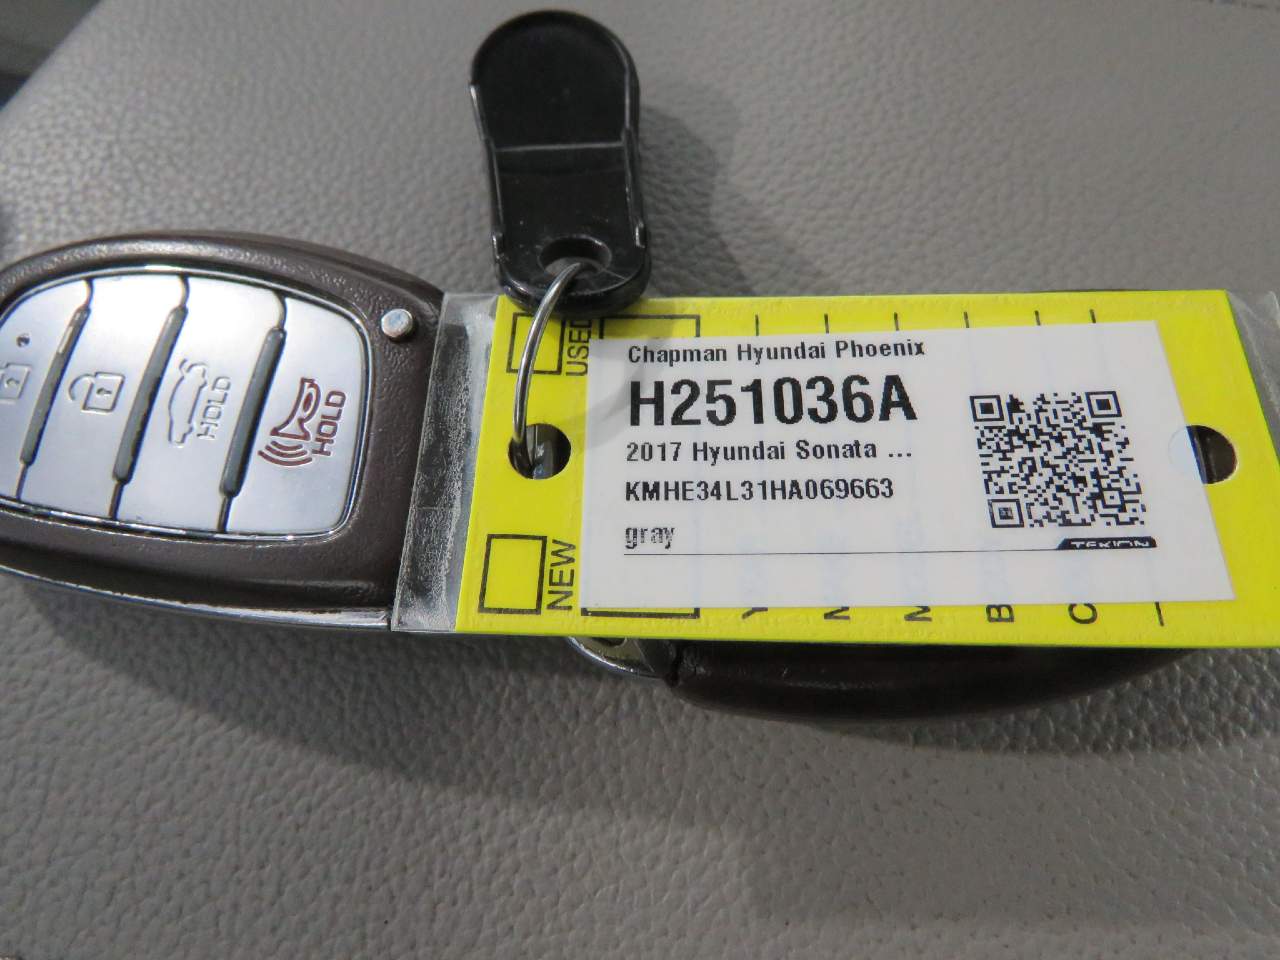 Chapman Hyundai Phoenix
H251036A
2017 Hyundai Sonata ...
KMHE34L31HA069663
gray
TEKION
USED
NEW
HOLD
HOLD